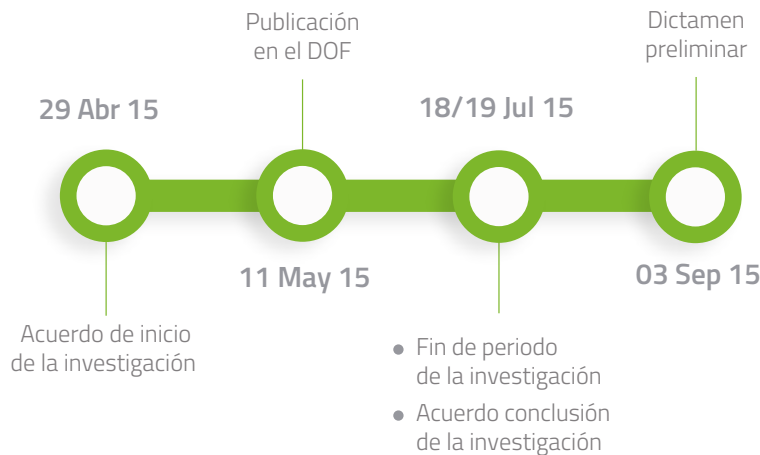 Publicación
en el DOF
Dictamen
preliminar
29 Abr 15
18/19 Jul 15
11 May 15
03 Sep 15
Acuerdo de inicio
de la investigación
● Fin de periodo
de la investigación
● Acuerdo conclusión
de la investigación